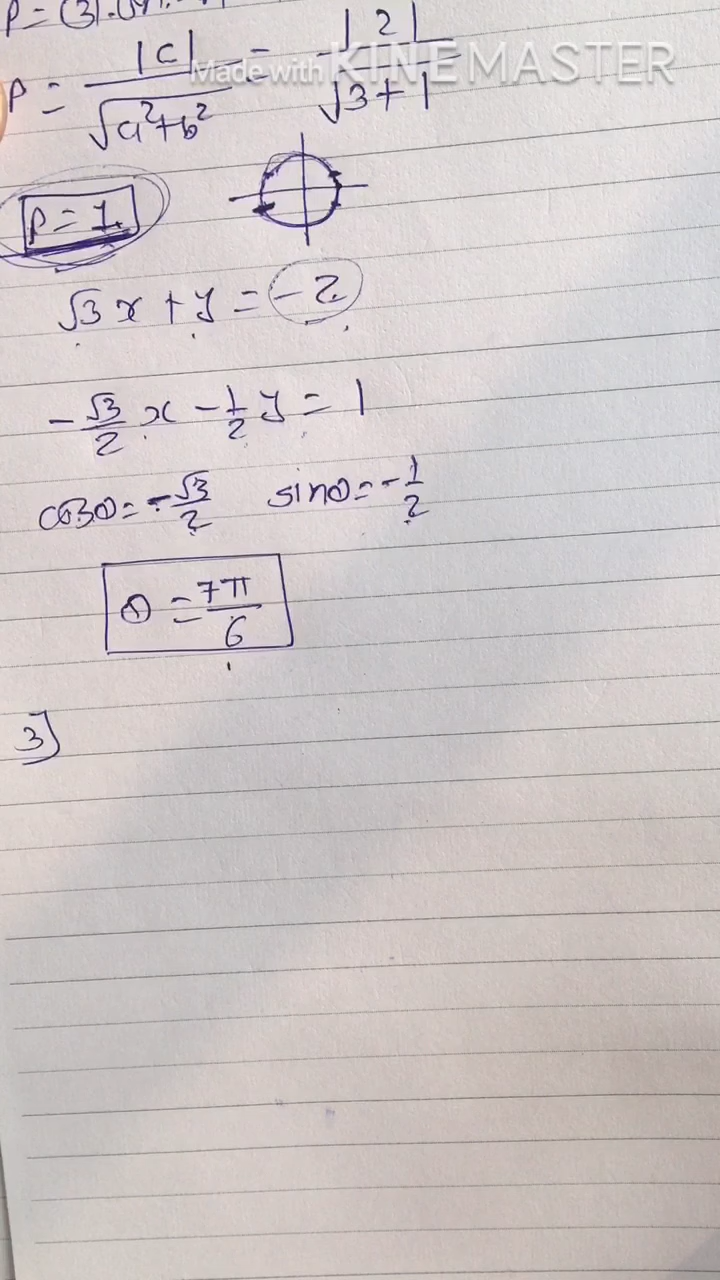 P =
P = |c| / √a²+b² = |2| / √3+1
Made with KINEMASTER
P = 1
√3 x + y = -2
-√3/2 x - 1/2 y = 1
cosθ = -√3/2 sinθ = -1/2
θ = 7π/6
3]